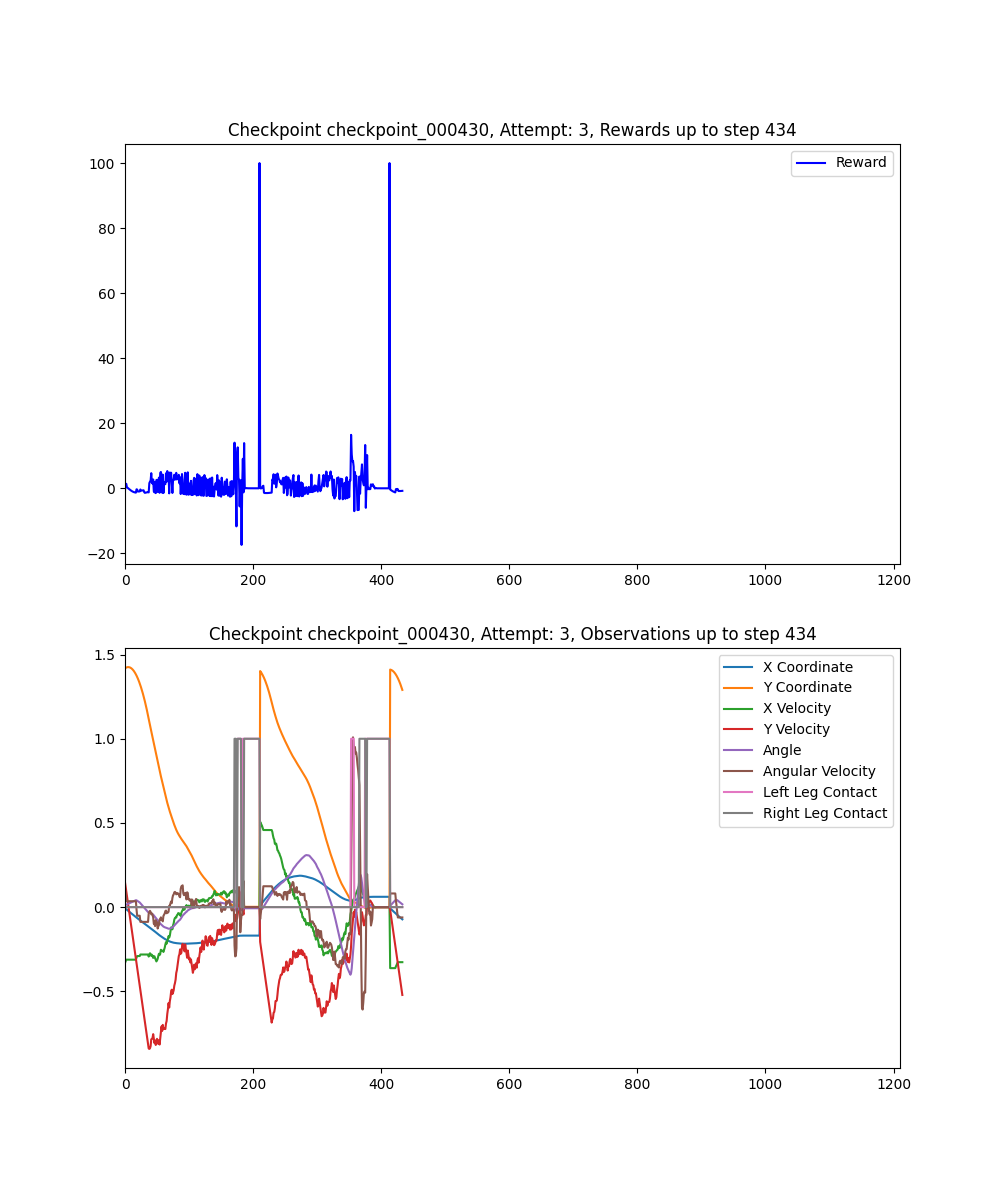 Checkpoint checkpoint_000430, Attempt: 3, Rewards up to step 434
Reward
100
80
60
40
20
0
−20
0 200 400 600 800 1000 1200
Checkpoint checkpoint_000430, Attempt: 3, Observations up to step 434
X Coordinate
Y Coordinate
X Velocity
Y Velocity
Angle
Angular Velocity
Left Leg Contact
Right Leg Contact
1.5
1.0
0.5
0.0
−0.5
0 200 400 600 800 1000 1200